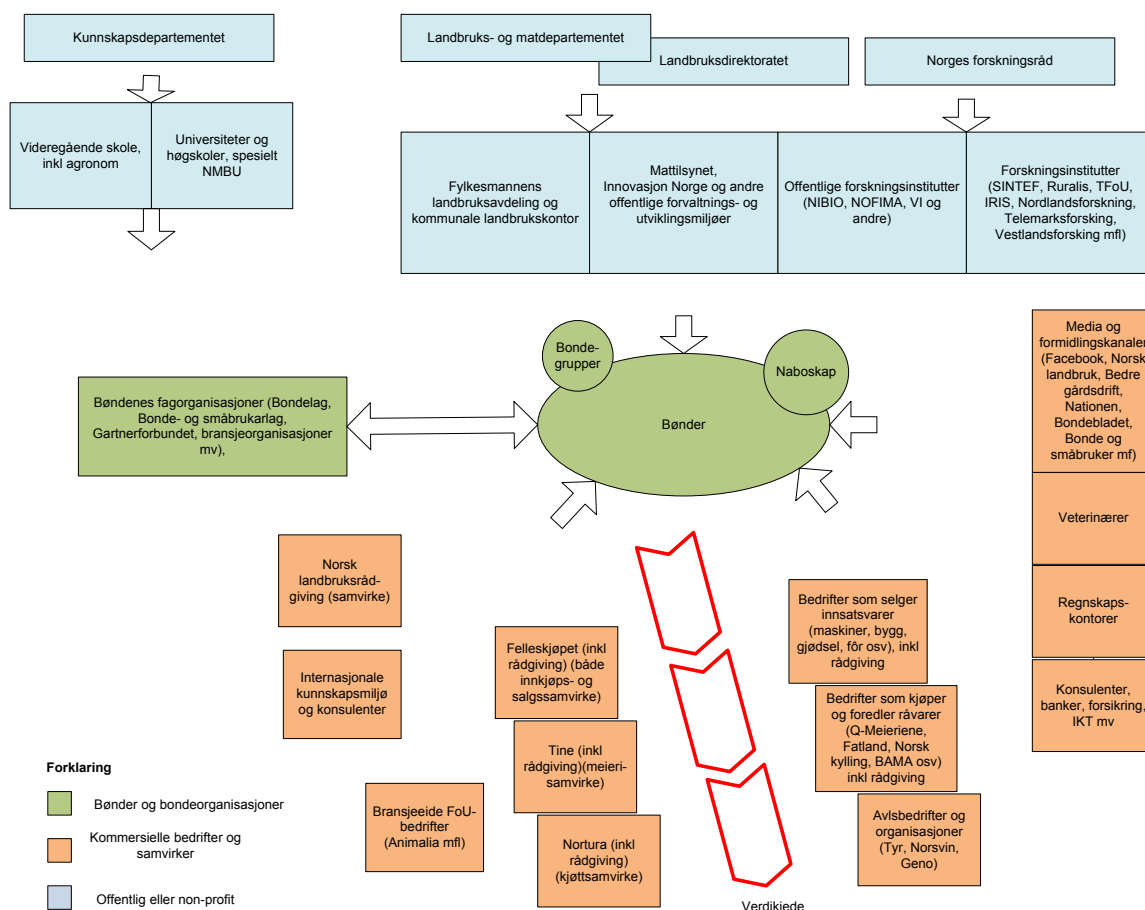 Kunnskapsdepartementet
Landbruks- og matdepartementet
Landbruksdirektoratet
Norges forskningsråd
Videregående skole,
inkl agronom
Universiteter og
høgskoler, spesielt
NMBU
Fylkesmannens
landbruksavdeling og
kommunale landbrukskontor
Mattilsynet,
Innovasjon Norge og andre
offentlige forvaltnings- og
utviklingsmiljøer
Offentlige forskningsinstitutter
(NIBIO, NOFIMA, VI og
andre)
Forskningsinstitutter
(SINTEF, Ruralis, TFoU,
IRIS, Nordlandsforskning,
Telemarksforsking,
Vestlandsforsking mfl)
Bonde-
grupper
Naboskap
Bønder
Bøndenes fagorganisasjoner (Bondelag,
Bonde- og småbrukarlag,
Gartnerforbundet, bransjeorganisasjoner
mv),
Media og
formidlingskanaler
(Facebook, Norsk
landbruk, Bedre
gårdsdrift,
Nationen,
Bondebladet,
Bonde og
småbruker mf)
Veterinærer
Regnskaps-
kontorer
Konsulenter,
banker, forsikring,
IKT mv
Norsk
landbruksråd-
giving (samvirke)
Internasjonale
kunnskapsmiljø
og konsulenter
Bransjeeide FoU-
bedrifter
(Animalia mfl)
Felleskjøpet (inkl
rådgiving) (både
innkjøps- og
salgssamvirke)
Tine (inkl
rådgiving)(meieri-
samvirke)
Nortura (inkl
rådgiving)
(kjøttsamvirke)
Bedrifter som selger
innsatsvarer
(maskiner, bygg,
gjødsel, fôr osv), inkl
rådgiving
Bedrifter som kjøper
og foredler råvarer
(Q-Meieriene,
Fatland, Norsk
kylling, BAMA osv)
inkl rådgiving
Avlsbedrifter og
organisasjoner
(Tyr, Norsvin,
Geno)
Verdikjede
Forklaring
Bønder og bondeorganisasjoner
Kommersielle bedrifter og
samvirker
Offentlig eller non-profit